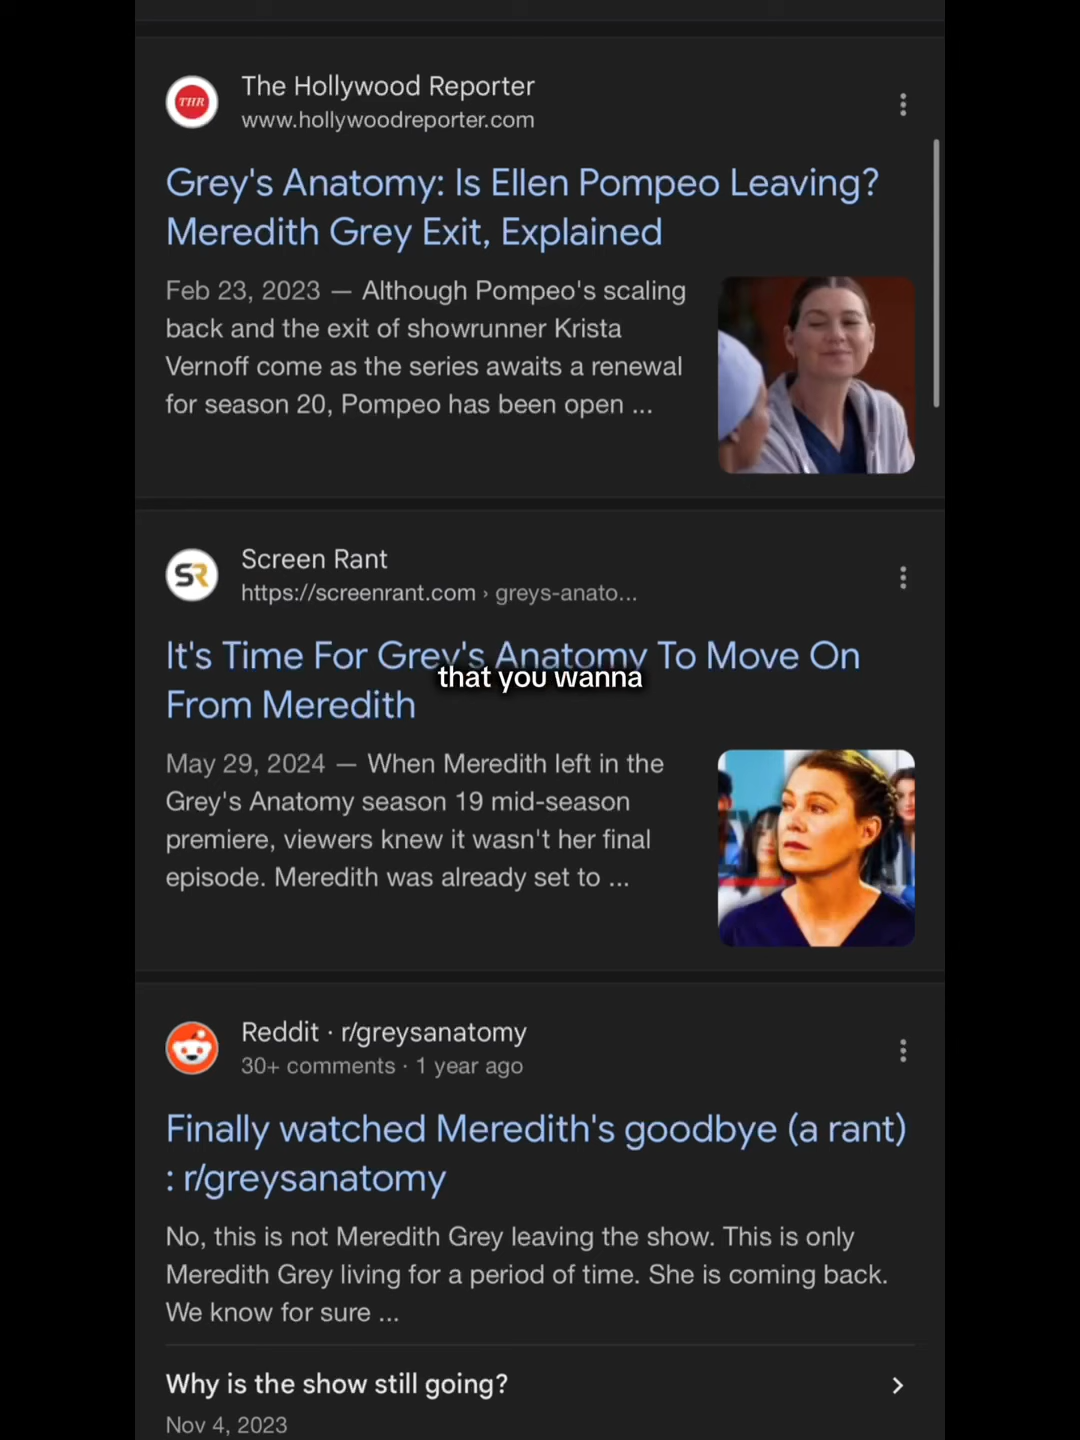 THR
The Hollywood Reporter
www.hollywoodreporter.com
Grey's Anatomy: Is Ellen Pompeo Leaving?
Meredith Grey Exit, Explained
Feb 23, 2023 — Although Pompeo's scaling
back and the exit of showrunner Krista
Vernoff come as the series awaits a renewal
for season 20, Pompeo has been open ...
SR
Screen Rant
https://screenrant.com › greys-anato...
It's Time For Grey's Anatomy To Move On
that you wanna
From Meredith
May 29, 2024 — When Meredith left in the
Grey's Anatomy season 19 mid-season
premiere, viewers knew it wasn't her final
episode. Meredith was already set to ...
Reddit · r/greysanatomy
30+ comments · 1 year ago
Finally watched Meredith's goodbye (a rant)
: r/greysanatomy
No, this is not Meredith Grey leaving the show. This is only
Meredith Grey living for a period of time. She is coming back.
We know for sure ...
Why is the show still going?
Nov 4, 2023